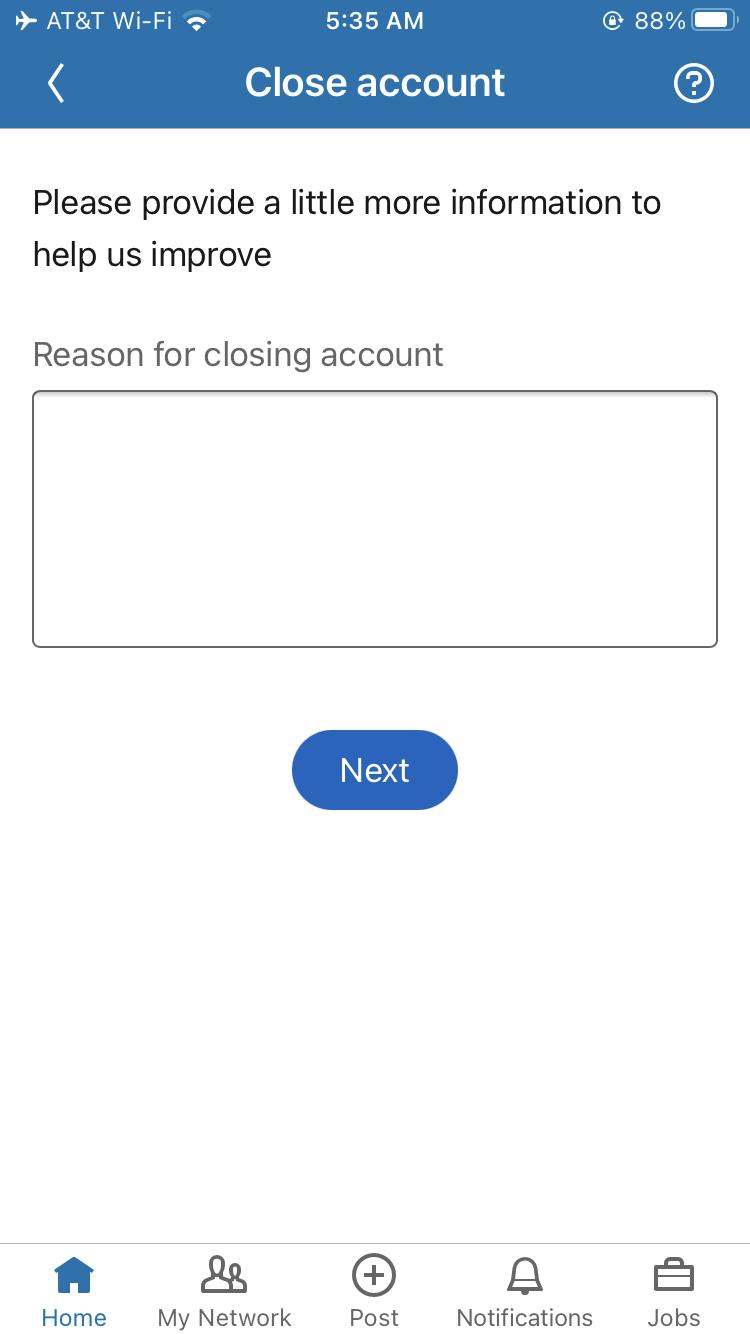 AT&T Wi-Fi 5:35 AM 88%
Close account
Please provide a little more information to
help us improve
Reason for closing account
Next
Home My Network Post Notifications Jobs